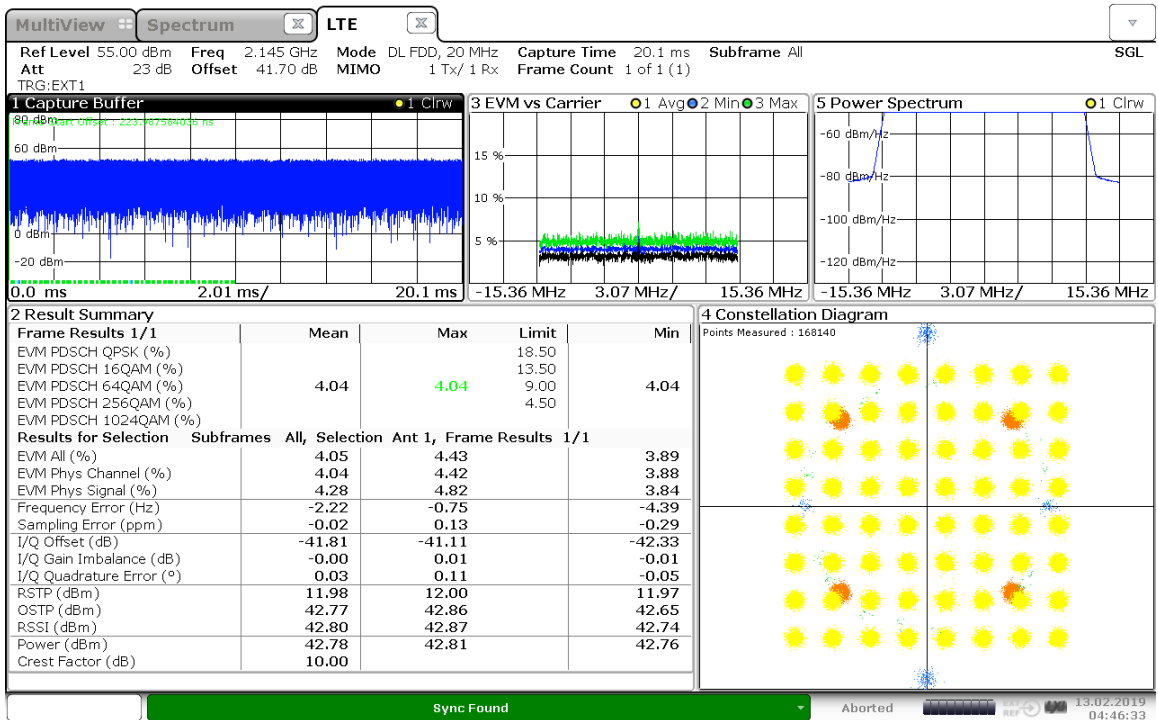 MultiView Spectrum LTE
Ref Level 55.00 dBm Freq 2.145 GHz Mode DL FDD, 20 MHz Capture Time 20.1 ms Subframe All SGL
Att 23 dB Offset 41.70 dB MIMO 1 Tx/ 1 Rx Frame Count 1 of 1 (1)
TRG:EXT1
1 Capture Buffer 1 Clrw
80 dBm
Frame Start Offset : 223.987584036 ns
60 dBm
0 dBm
-20 dBm
0.0 ms 2.01 ms/ 20.1 ms
3 EVM vs Carrier 1 Avg 2 Min 3 Max
15 %
10 %
5 %
-15.36 MHz 3.07 MHz/ 15.36 MHz
5 Power Spectrum 1 Clrw
-60 dBm/Hz
-80 dBm/Hz
-100 dBm/Hz
-120 dBm/Hz
-15.36 MHz 3.07 MHz/ 15.36 MHz
2 Result Summary
Frame Results 1/1 Mean Max Limit Min
EVM PDSCH QPSK (%) 18.50
EVM PDSCH 16QAM (%) 13.50
EVM PDSCH 64QAM (%) 4.04 4.04 9.00 4.04
EVM PDSCH 256QAM (%) 4.50
EVM PDSCH 1024QAM (%)
Results for Selection Subframes All, Selection Ant 1, Frame Results 1/1
EVM All (%) 4.05 4.43 3.89
EVM Phys Channel (%) 4.04 4.42 3.88
EVM Phys Signal (%) 4.28 4.82 3.84
Frequency Error (Hz) -2.22 -0.75 -4.39
Sampling Error (ppm) -0.02 0.13 -0.29
I/Q Offset (dB) -41.81 -41.11 -42.33
I/Q Gain Imbalance (dB) -0.00 0.01 -0.01
I/Q Quadrature Error (°) 0.03 0.11 -0.05
RSTP (dBm) 11.98 12.00 11.97
OSTP (dBm) 42.77 42.86 42.65
RSSI (dBm) 42.80 42.87 42.74
Power (dBm) 42.78 42.81 42.76
Crest Factor (dB) 10.00
4 Constellation Diagram
Points Measured : 168140
Sync Found
Aborted
EXT
REF
13.02.2019
04:46:33